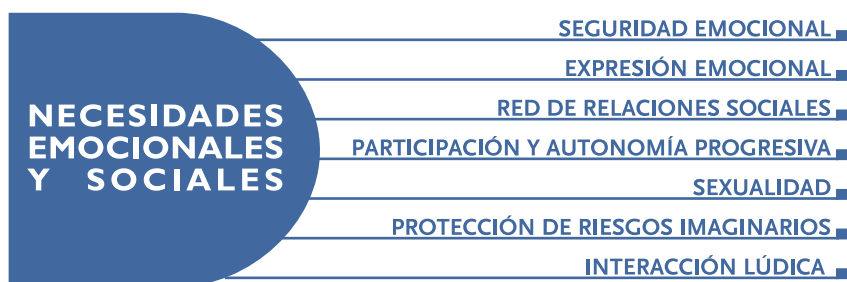 NECESIDADES
EMOCIONALES
Y SOCIALES
SEGURIDAD EMOCIONAL
EXPRESIÓN EMOCIONAL
RED DE RELACIONES SOCIALES
PARTICIPACIÓN Y AUTONOMÍA PROGRESIVA
SEXUALIDAD
PROTECCIÓN DE RIESGOS IMAGINARIOS
INTERACCIÓN LÚDICA